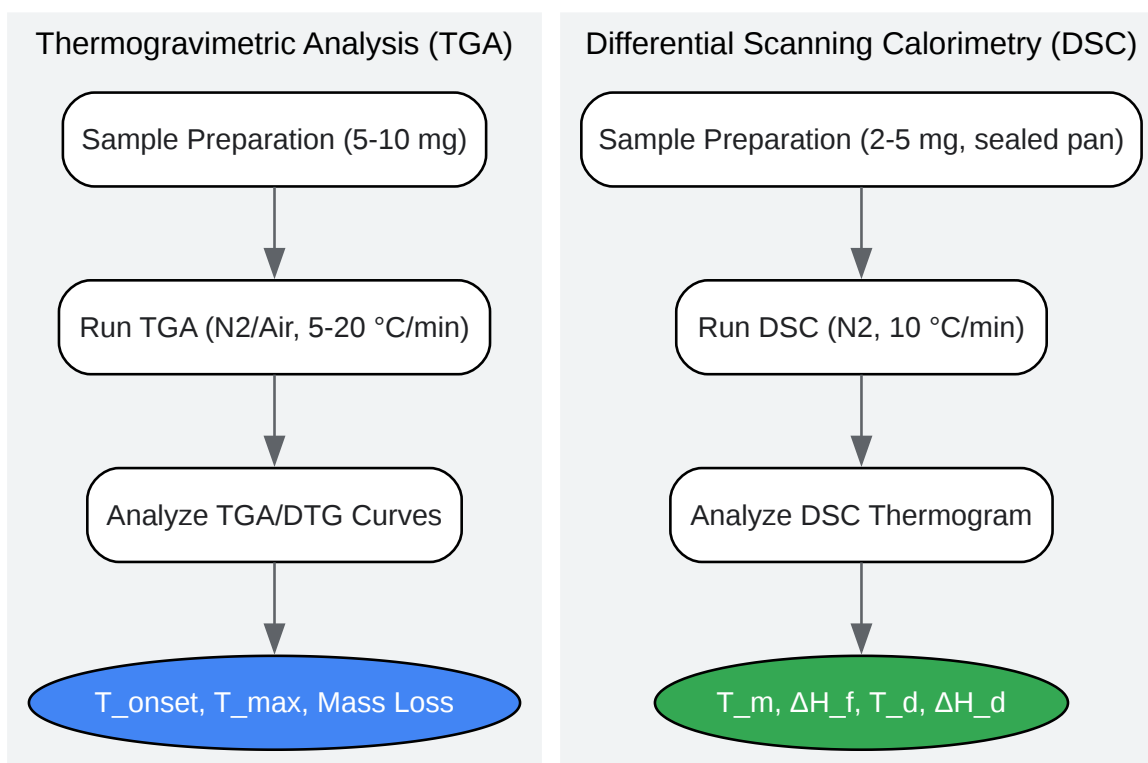 Thermogravimetric Analysis (TGA)
Sample Preparation (5-10 mg)
Run TGA (N2/Air, 5-20 °C/min)
Analyze TGA/DTG Curves
T_onset, T_max, Mass Loss
Differential Scanning Calorimetry (DSC)
Sample Preparation (2-5 mg, sealed pan)
Run DSC (N2, 10 °C/min)
Analyze DSC Thermogram
T_m, ΔH_f, T_d, ΔH_d